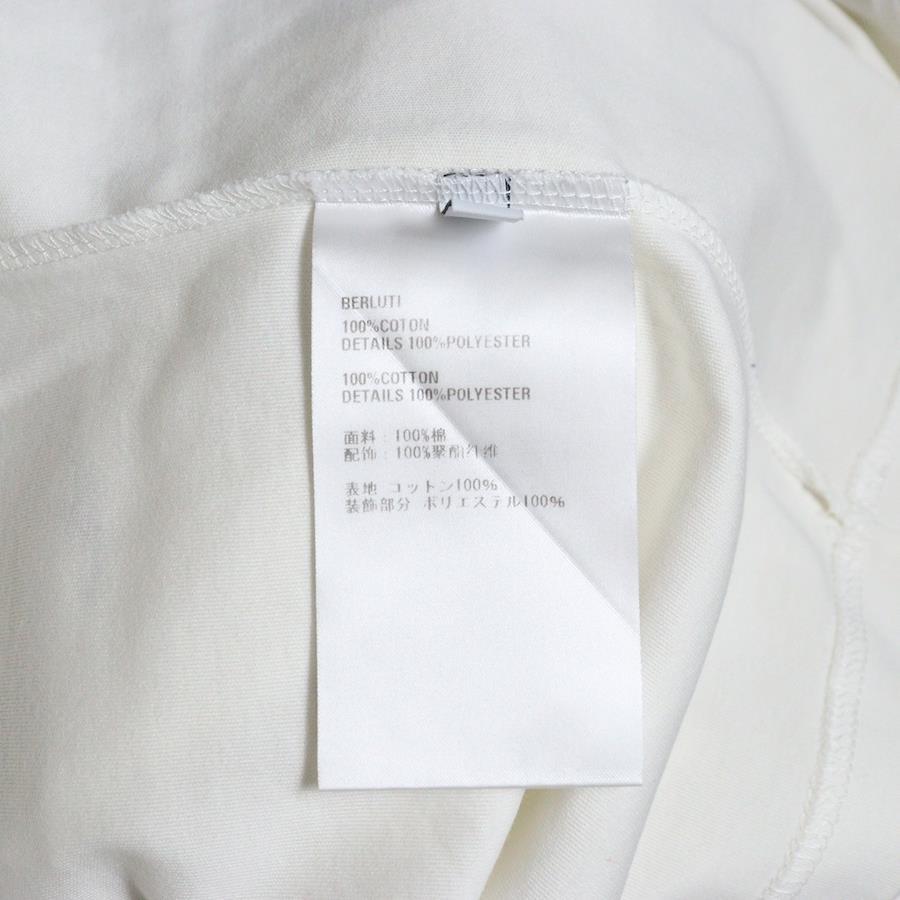 BERLUTI
100%COTON
DETAILS 100%POLYESTER
100%COTTON
DETAILS 100%POLYESTER
面料：100%棉
配饰：100%聚酯纤维
表地 コットン100%
装飾部分 ポリエステル100%